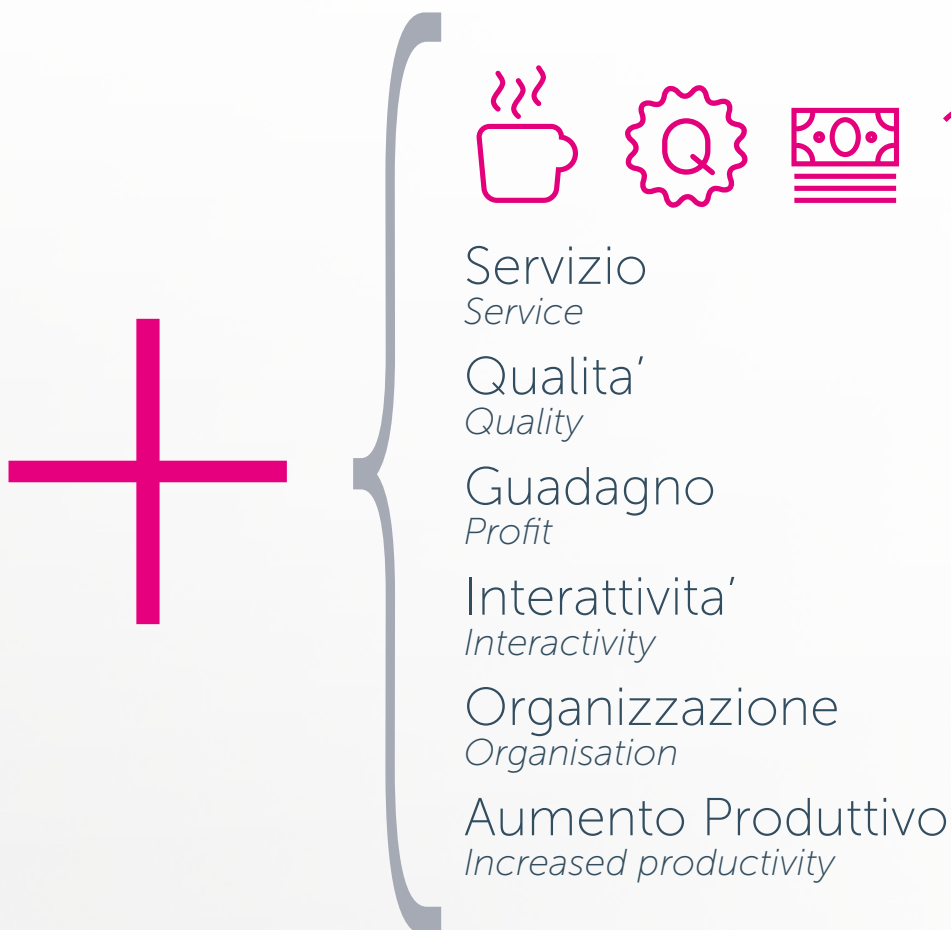 Q
Servizio
Service
Qualita’
Quality
Guadagno
Profit
Interattivita’
Interactivity
Organizzazione
Organisation
Aumento Produttivo
Increased productivity